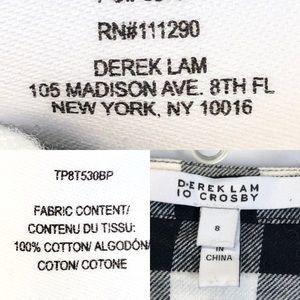 RN#111290
DEREK LAM
105 MADISON AVE. 8TH FL
NEW YORK, NY 10016
TP8T530BP
FABRIC CONTENT/
CONTENU DU TISSU:
100% COTTON/ ALGODÓN/
COTON/ COTONE
DEREK LAM
10 CROSBY
8
IN
CHINA